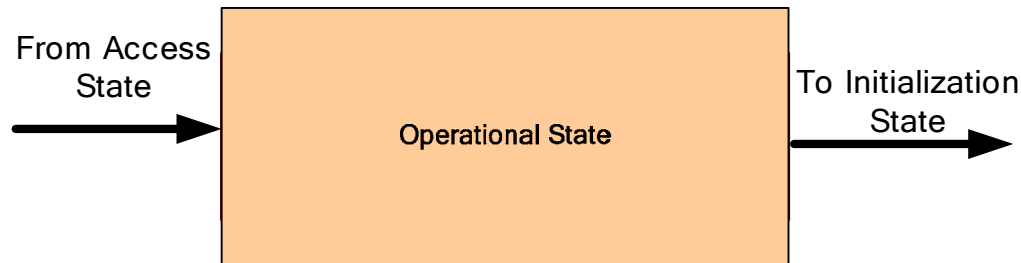 From Access
State
Operational State
To Initialization
State